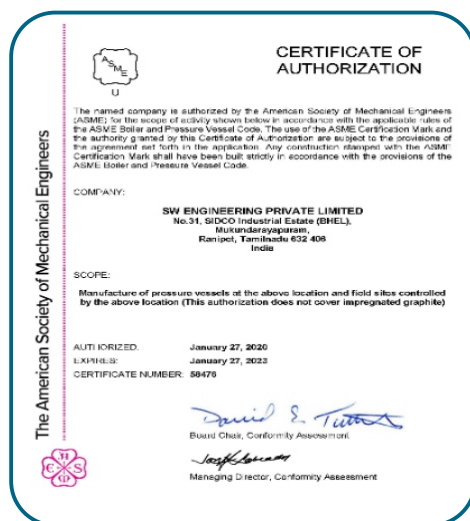 CERTIFICATE OF
AUTHORIZATION
ASME
U
The named company is authorized by the American Society of Mechanical Engineers
(ASME) for the scope of activity shown below in accordance with the applicable rules of
the ASME Boiler and Pressure Vessel Code. The use of the ASME Certification Mark and
the authority granted by this Certificate of Authorization are subject to the provisions of
the agreement set forth in the application. Any construction stamped with the ASME
Certification Mark shall have been built strictly in accordance with the provisions of the
ASME Boiler and Pressure Vessel Code.
COMPANY:
SW ENGINEERING PRIVATE LIMITED
No.31, SIDCO Industrial Estate (BHEL),
Mukundarayapuram,
Ranipet, Tamilnadu 632 406
India
SCOPE:
Manufacture of pressure vessels at the above location and field sites controlled
by the above location (This authorization does not cover impregnated graphite)
AUTHORIZED: January 27, 2020
EXPIRES: January 27, 2023
CERTIFICATE NUMBER: 58476
Board Chair, Conformity Assessment
Managing Director, Conformity Assessment
The American Society of Mechanical Engineers